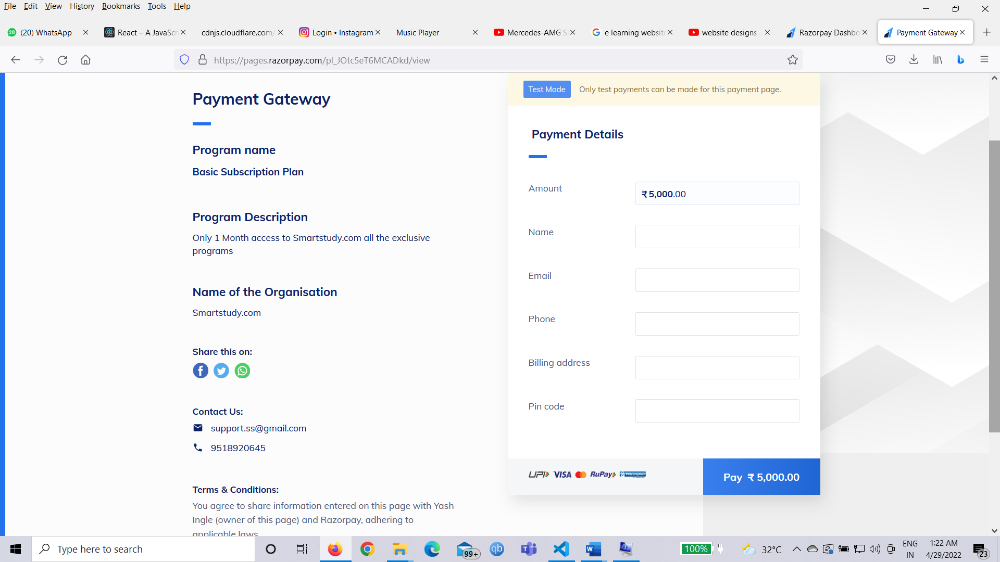 File Edit View History Bookmarks Tools Help
20 (20) WhatsApp
React – A JavaScri
cdnjs.cloudflare.com/
Login • Instagram
Music Player
Mercedes-AMG S
e learning website
website designs -
Razorpay Dashbo
Payment Gateway
https://pages.razorpay.com/pl_JOtc5eT6MCADkd/view
Payment Gateway
Program name
Basic Subscription Plan
Program Description
Only 1 Month access to Smartstudy.com all the exclusive
programs
Name of the Organisation
Smartstudy.com
Share this on:
Contact Us:
support.ss@gmail.com
9518920645
Terms & Conditions:
You agree to share information entered on this page with Yash
Ingle (owner of this page) and Razorpay, adhering to
applicable laws
Test Mode Only test payments can be made for this payment page.
Payment Details
Amount ₹ 5,000.00
Name
Email
Phone
Billing address
Pin code
UPI VISA RuPay PCI compliant
Pay ₹ 5,000.00
Type here to search
99+
qb
T
W
100%
32°C
ENG
IN
1:22 AM
4/29/2022
23